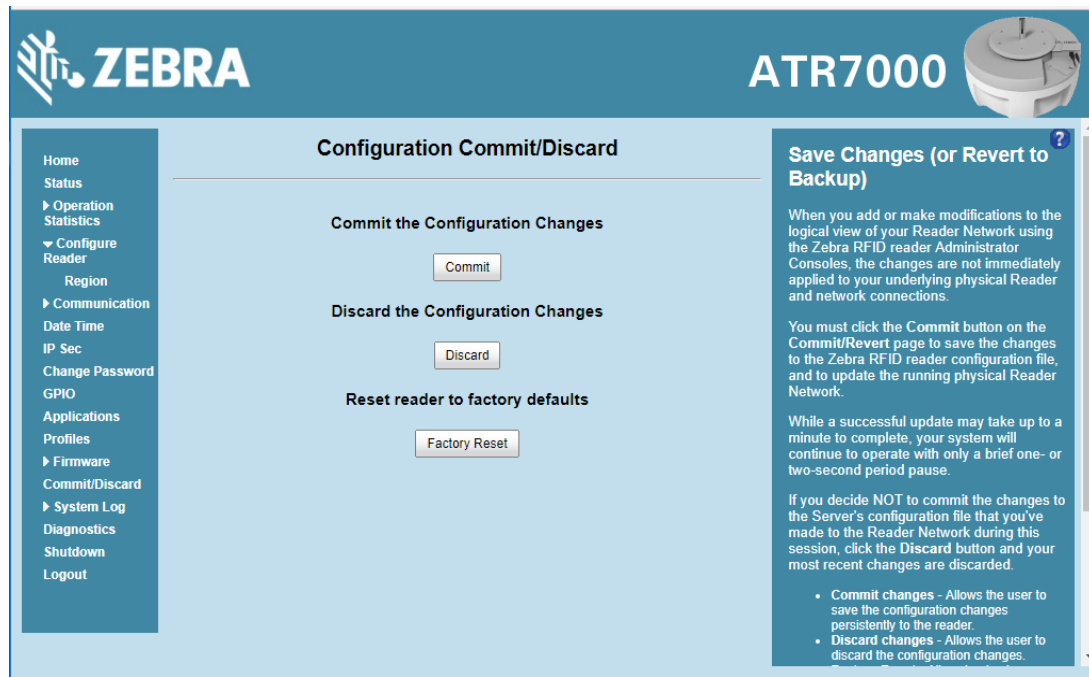 ZEBRA
ATR7000
Home
Status
Operation
Statistics
Configure
Reader
Region
Communication
Date Time
IP Sec
Change Password
GPIO
Applications
Profiles
Firmware
Commit/Discard
System Log
Diagnostics
Shutdown
Logout
Configuration Commit/Discard
Commit the Configuration Changes
Commit
Discard the Configuration Changes
Discard
Reset reader to factory defaults
Factory Reset
?
Save Changes (or Revert to
Backup)
When you add or make modifications to the
logical view of your Reader Network using
the Zebra RFID reader Administrator
Consoles, the changes are not immediately
applied to your underlying physical Reader
and network connections.
You must click the Commit button on the
Commit/Revert page to save the changes
to the Zebra RFID reader configuration file,
and to update the running physical Reader
Network.
While a successful update may take up to a
minute to complete, your system will
continue to operate with only a brief one- or
two-second period pause.
If you decide NOT to commit the changes to
the Server's configuration file that you've
made to the Reader Network during this
session, click the Discard button and your
most recent changes are discarded.
• Commit changes - Allows the user to
save the configuration changes
persistently to the reader.
• Discard changes - Allows the user to
discard the configuration changes.